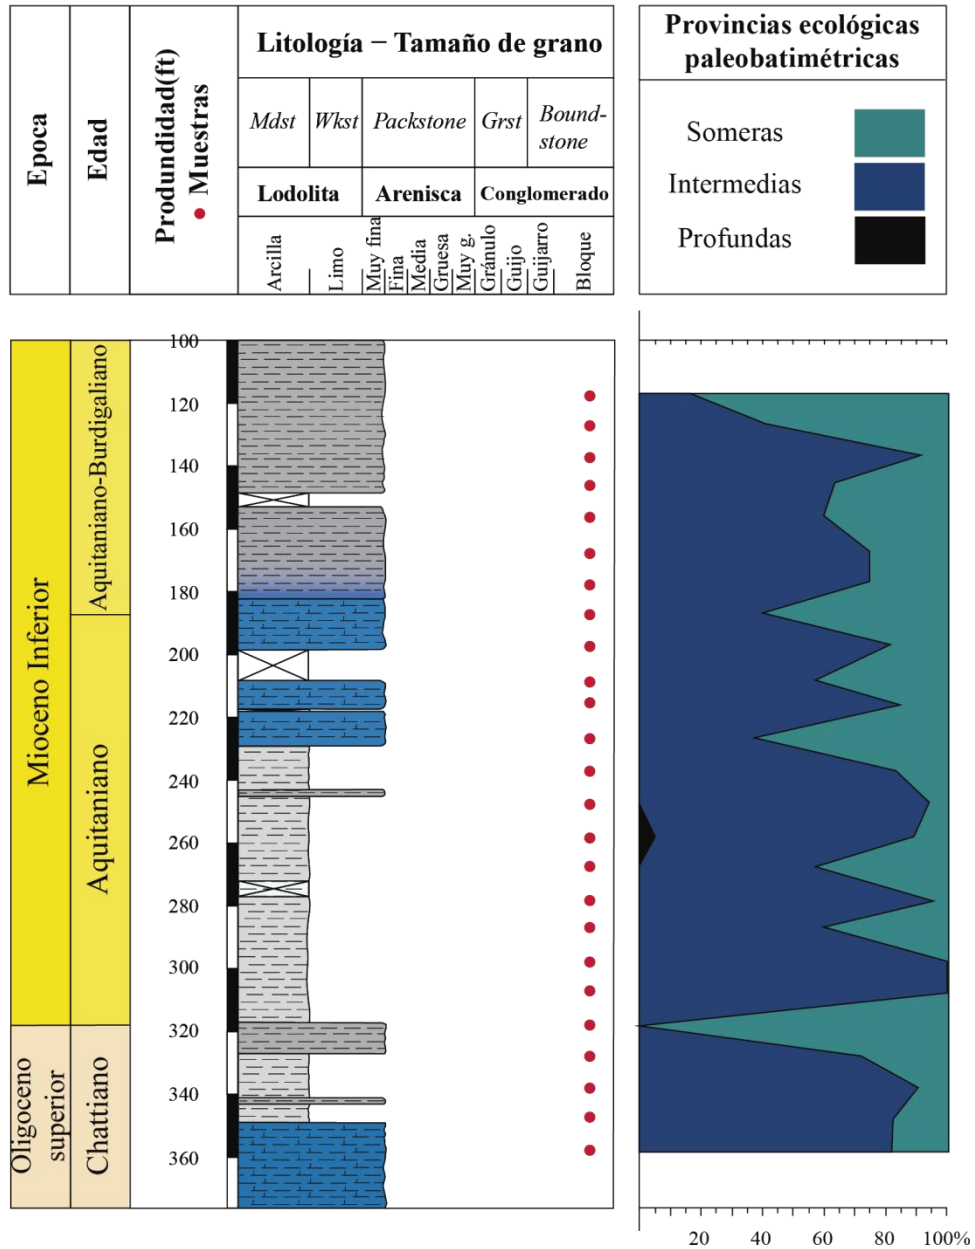 Epoca
Edad
Produndidad(ft)
Muestras
Litología – Tamaño de grano
Mdst
Wkst
Packstone
Grst
Bound-
stone
Lodolita
Arenisca
Conglomerado
Arcilla
Limo
Muy fina
Fina
Media
Gruesa
Muy g.
Gránulo
Guijo
Guijarro
Bloque
Provincias ecológicas
paleobatimétricas
Someras
Intermedias
Profundas
Mioceno Inferior
Oligoceno
superior
Aquitaniano-Burdigaliano
Aquitaniano
Chattiano
100
120
140
160
180
200
220
240
260
280
300
320
340
360
20
40
60
80
100%